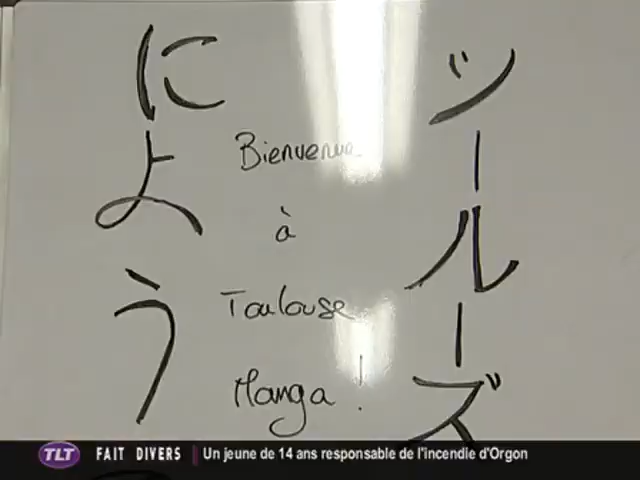 ツールーズ
によう
Bienvenue
à
Toulouse
Manga !
TLT FAIT DIVERS Un jeune de 14 ans responsable de l'incendie d'Orgon